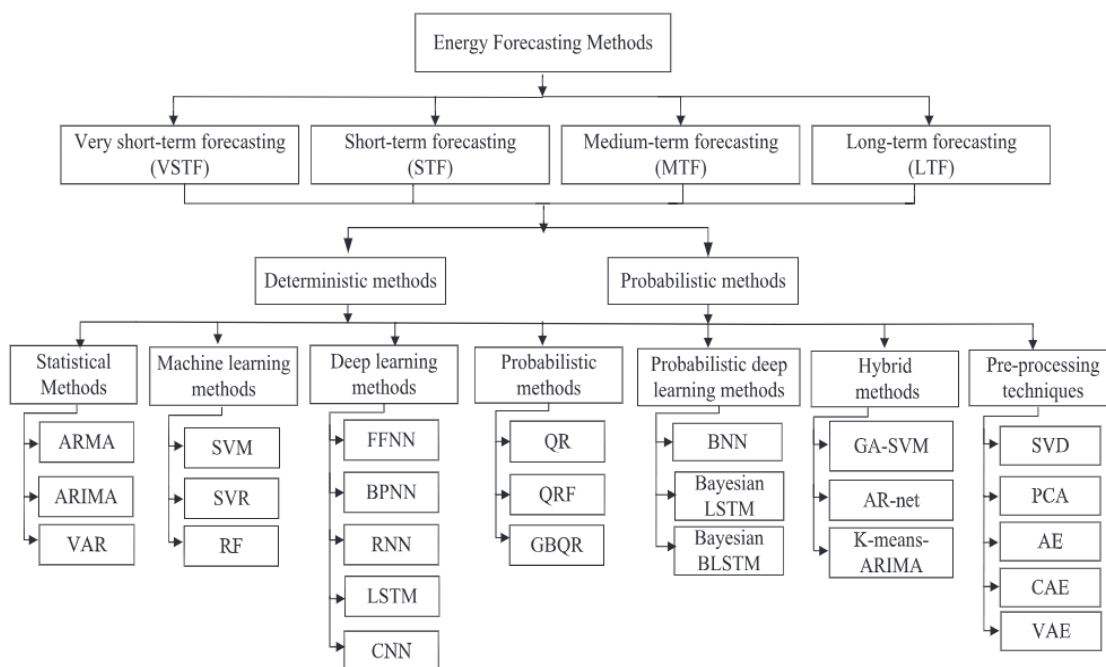 Energy Forecasting Methods
Very short-term forecasting
(VSTF)
Short-term forecasting
(STF)
Medium-term forecasting
(MTF)
Long-term forecasting
(LTF)
Deterministic methods
Probabilistic methods
Statistical
Methods
Machine learning
methods
Deep learning
methods
Probabilistic
methods
Probabilistic deep
learning methods
Hybrid
methods
Pre-processing
techniques
ARMA
ARIMA
VAR
SVM
SVR
RF
FFNN
BPNN
RNN
LSTM
CNN
QR
QRF
GBQR
BNN
Bayesian
LSTM
Bayesian
BLSTM
GA-SVM
AR-net
K-means-
ARIMA
SVD
PCA
AE
CAE
VAE